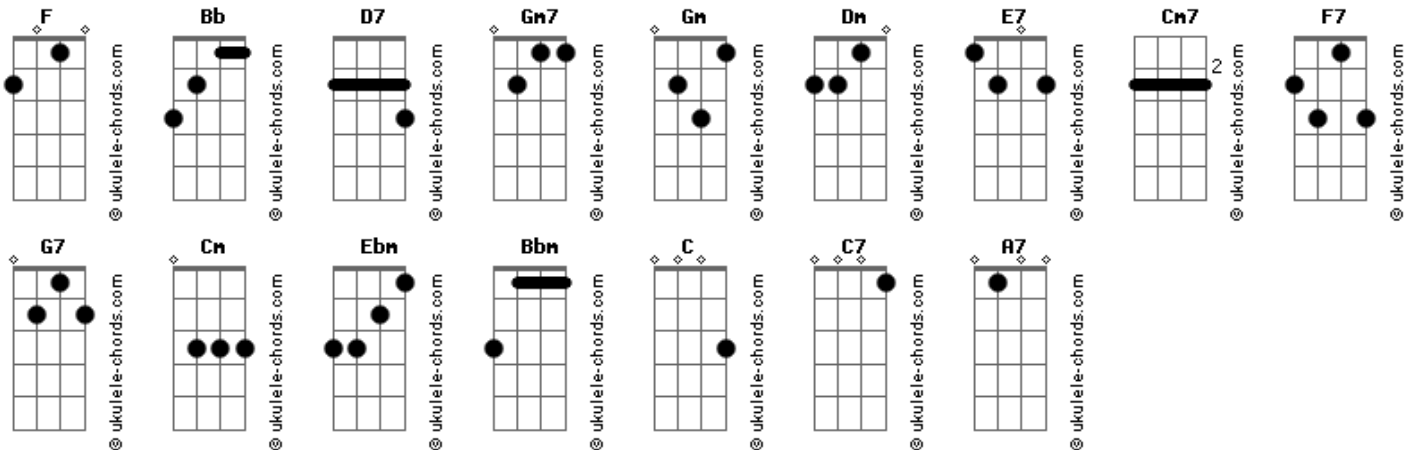 F Bb D7 Gm7 Gm Dm E7 Cm7 F7
2
© ukulele-chords.com © ukulele-chords.com © ukulele-chords.com © ukulele-chords.com © ukulele-chords.com © ukulele-chords.com © ukulele-chords.com © ukulele-chords.com © ukulele-chords.com
G7 Cm Ebm Bbm C C7 A7
© ukulele-chords.com © ukulele-chords.com © ukulele-chords.com © ukulele-chords.com © ukulele-chords.com © ukulele-chords.com © ukulele-chords.com